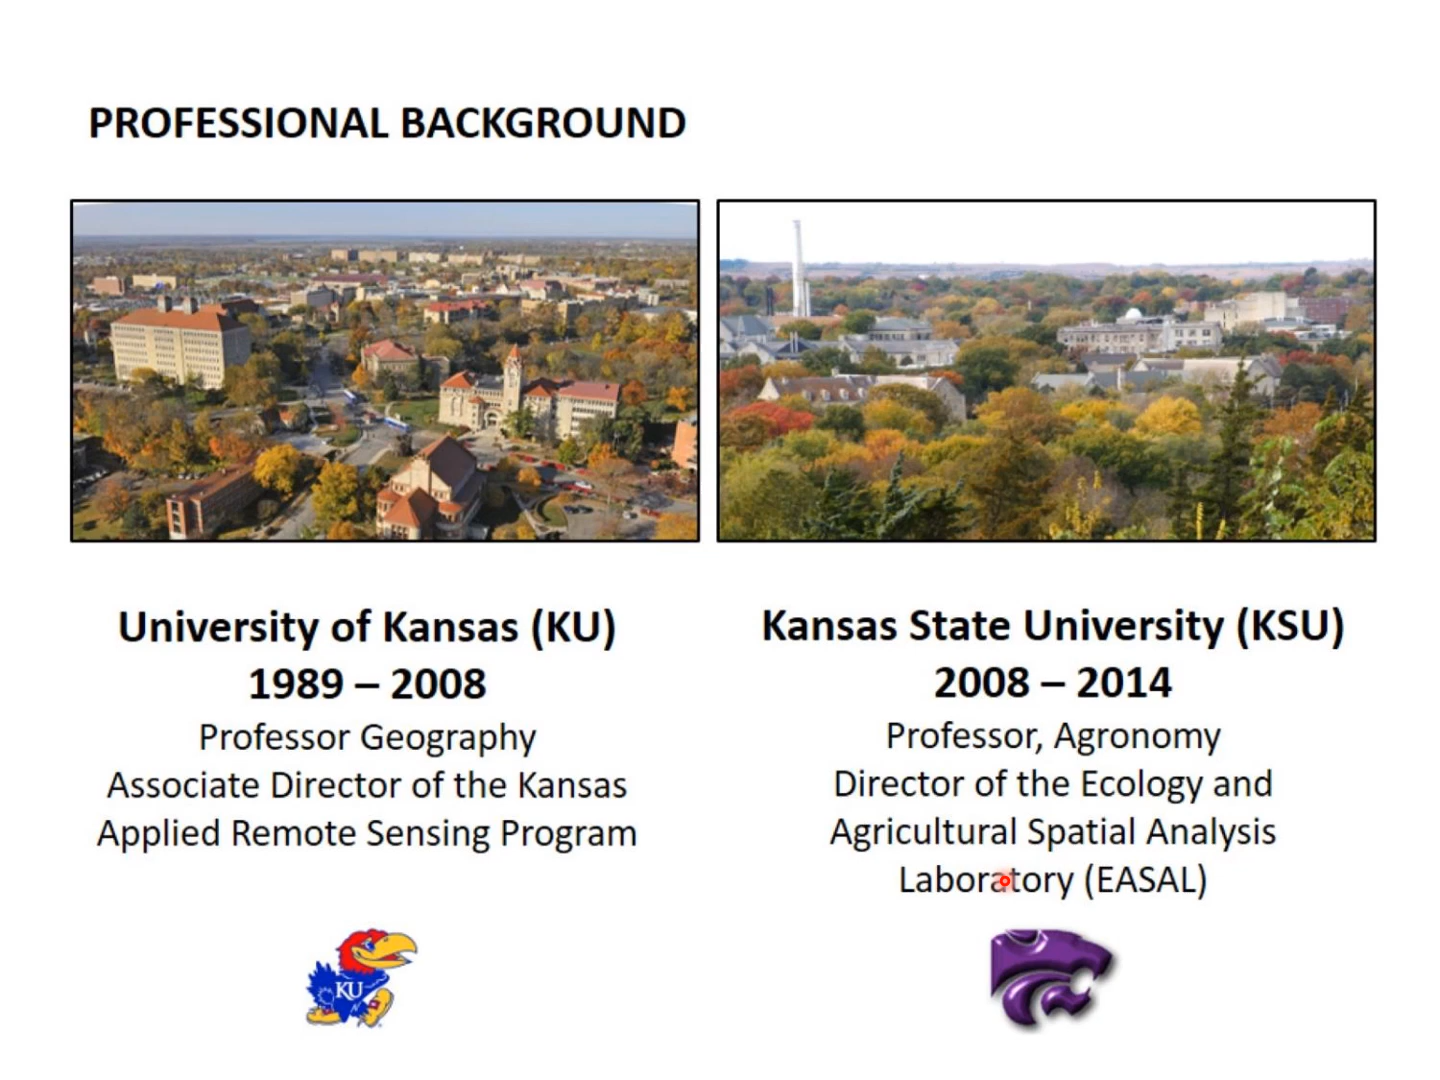 PROFESSIONAL BACKGROUND
University of Kansas (KU)
1989 – 2008
Professor Geography
Associate Director of the Kansas
Applied Remote Sensing Program
KU
Kansas State University (KSU)
2008 – 2014
Professor, Agronomy
Director of the Ecology and
Agricultural Spatial Analysis
Laboratory (EASAL)